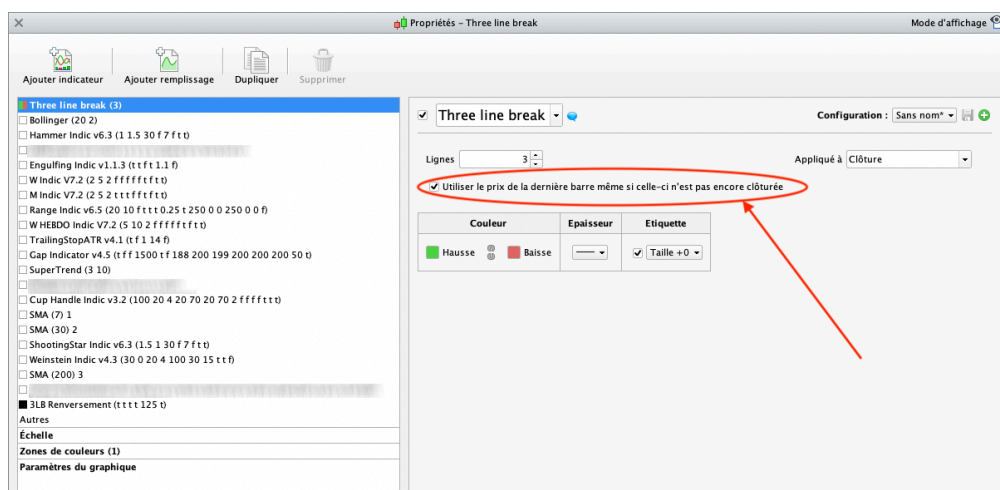 Propriétés – Three line break
Mode d'affichage
Ajouter indicateur
Ajouter remplissage
Dupliquer
Supprimer
Three line break (3)
Bollinger (20 2)
Hammer Indic v6.3 (1 1.5 30 f 7 f t t)
Engulfing Indic v1.1.3 (t t f t 1.1 f)
W Indic V7.2 (2 5 2 f f f f f t f t t)
M Indic V7.2 (2 5 2 t t t f f t f t t)
Range Indic v6.5 (20 10 f t t t 0.25 t 250 0 0 250 0 0 f)
W HEBDO Indic V7.2 (5 10 2 f f f f f t f t t)
TrailingStopATR v4.1 (t f 1 14 f)
Gap Indicator v4.5 (t f f 1500 t f 188 200 199 200 200 200 50 t)
SuperTrend (3 10)
Cup Handle Indic v3.2 (100 20 4 20 70 20 70 2 f f f f t t t)
SMA (7) 1
SMA (30) 2
ShootingStar Indic v6.3 (1.5 1 30 f 7 f t t)
Weinstein Indic v4.3 (30 0 20 4 100 30 15 t t f)
SMA (200) 3
3LB Renversement (t t t t 125 t)
Autres
Échelle
Zones de couleurs (1)
Paramètres du graphique
Three line break
Configuration : Sans nom*
Lignes 3
Appliqué à Clôture
Utiliser le prix de la dernière barre même si celle-ci n'est pas encore clôturée
Couleur Epaisseur Etiquette
Hausse Baisse Taille +0